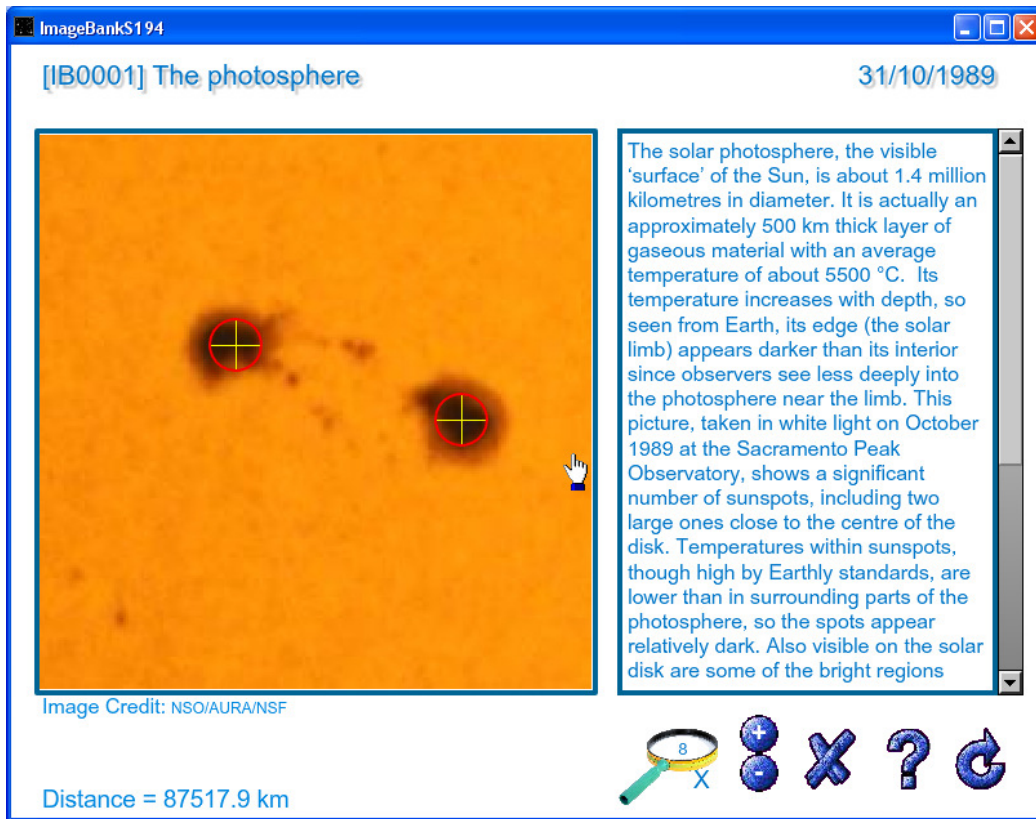 ImageBankS194
[IB0001] The photosphere
31/10/1989
The solar photosphere, the visible
‘surface’ of the Sun, is about 1.4 million
kilometres in diameter. It is actually an
approximately 500 km thick layer of
gaseous material with an average
temperature of about 5500 °C.  Its
temperature increases with depth, so
seen from Earth, its edge (the solar
limb) appears darker than its interior
since observers see less deeply into
the photosphere near the limb. This
picture, taken in white light on October
1989 at the Sacramento Peak
Observatory, shows a significant
number of sunspots, including two
large ones close to the centre of the
disk. Temperatures within sunspots,
though high by Earthly standards, are
lower than in surrounding parts of the
photosphere, so the spots appear
relatively dark. Also visible on the solar
disk are some of the bright regions
Image Credit: NSO/AURA/NSF
8
X
Distance = 87517.9 km